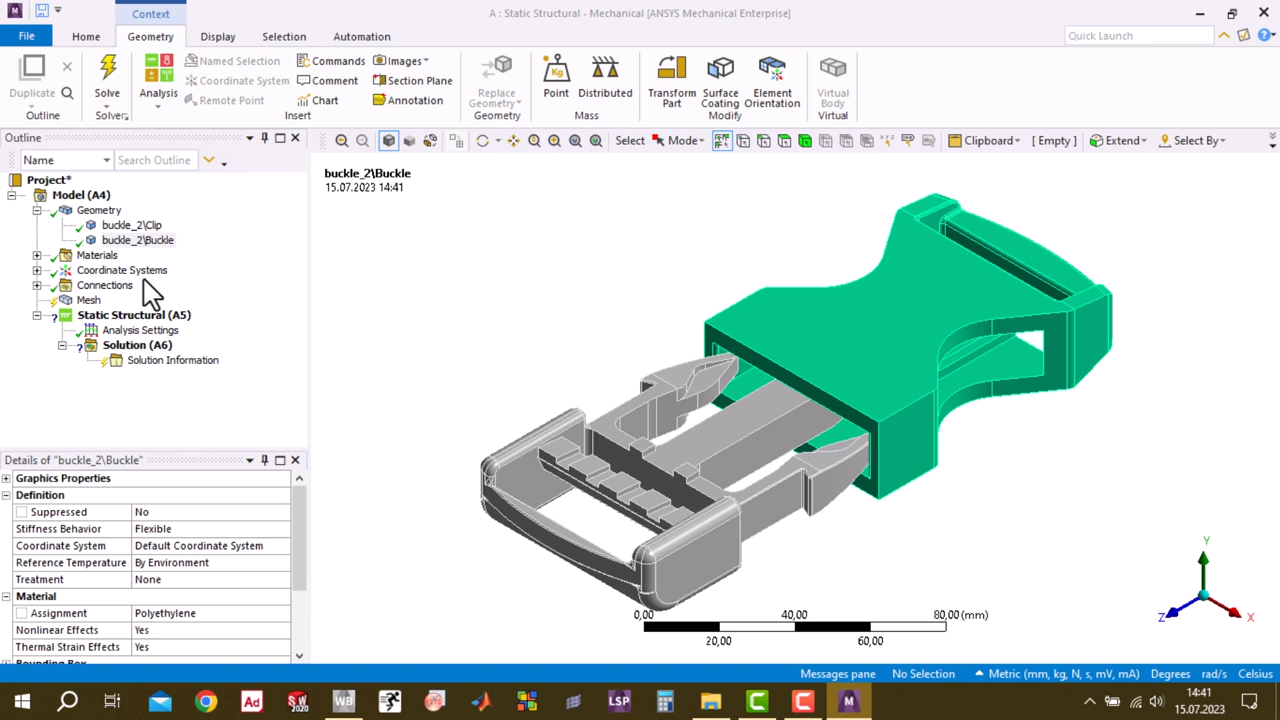 Context
A : Static Structural - Mechanical [ANSYS Mechanical Enterprise]
File Home Geometry Display Selection Automation Quick Launch
Duplicate
Outline
Solve
Solver
Analysis
Named Selection
Coordinate System
Remote Point
Commands
Comment
Chart
Images
Section Plane
Annotation
Insert
Replace Geometry
Geometry
Point Distributed
Mass
Transform Part
Surface Coating
Element Orientation
Modify
Virtual Body
Virtual
Outline
Name Search Outline
Select Mode Clipboard [ Empty ] Extend Select By
Project*
Model (A4)
Geometry
buckle_2\Clip
buckle_2\Buckle
Materials
Coordinate Systems
Connections
Mesh
Static Structural (A5)
Analysis Settings
Solution (A6)
Solution Information
buckle_2\Buckle
15.07.2023 14:41
Details of "buckle_2\Buckle"
Graphics Properties
Definition
Suppressed No
Stiffness Behavior Flexible
Coordinate System Default Coordinate System
Reference Temperature By Environment
Treatment None
Material
Assignment Polyethylene
Nonlinear Effects Yes
Thermal Strain Effects Yes
Bounding Box
0,00 40,00 80,00 (mm)
20,00 60,00
Y
Z X
Messages pane No Selection Metric (mm, kg, N, s, mV, mA) Degrees rad/s Celsius
Ad
SW
2020
WB
LSP
C
C
M
14:41
15.07.2023